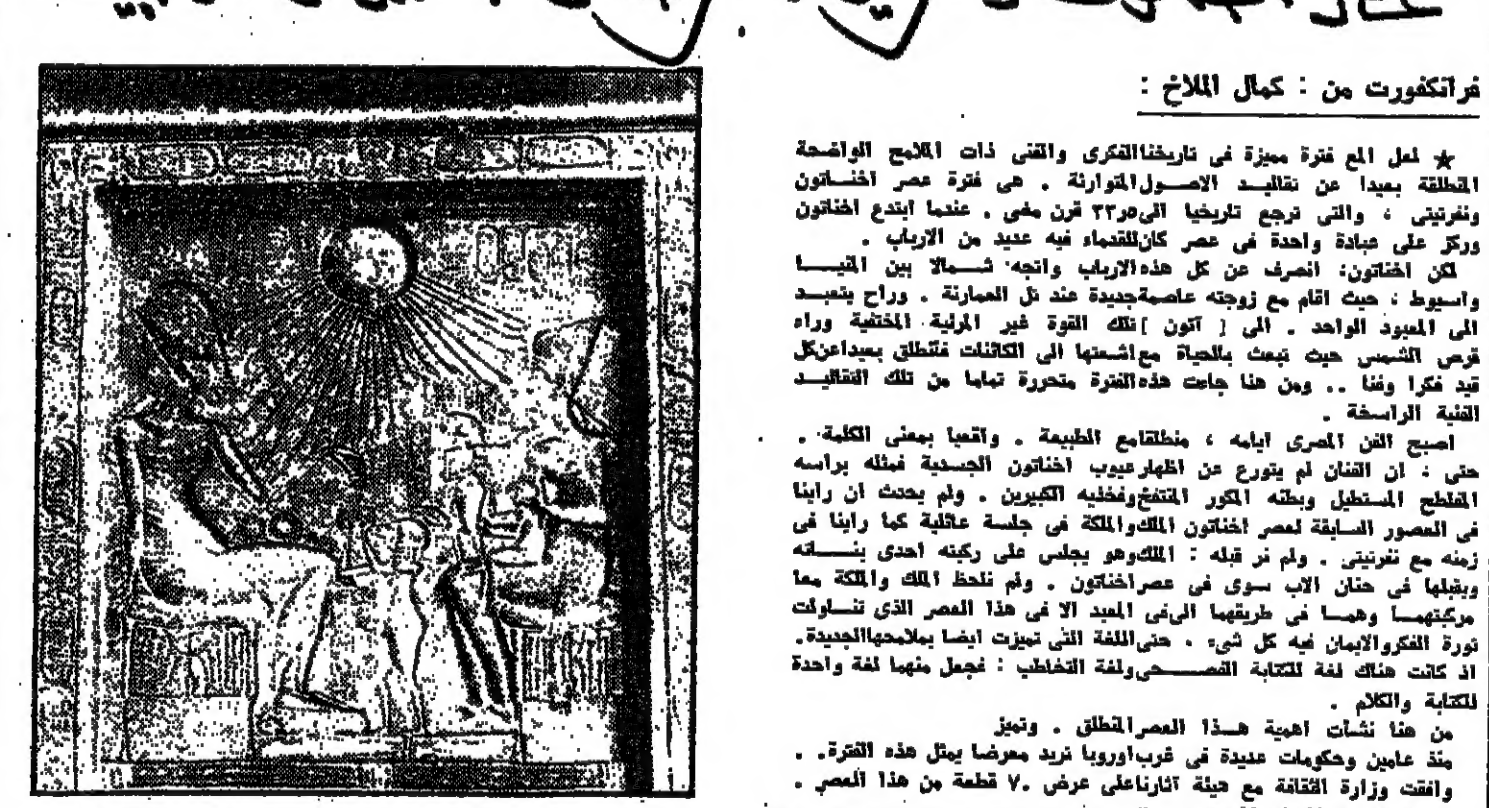 فرانكفورت من : كمال الملاخ :
★ لعل المع فترة مميزة فى تاريخنا الفكرى والفنى ذات الملامح الواضحة
المنطلقة بعيدا عن تقاليد الاصول المتوارثة . هى فترة عصر اخناتون
ونفرتيتى ، والتى ترجع تاريخيا الى ٣٣٫٥ قرن مضى . عندما ابتدع اخناتون
وركز على عبادة واحدة فى عصر كان للقدماء فيه عديد من الارباب .
لكن اخناتون: انصرف عن كل هذه الارباب واتجه شمالا بين المنيا
واسيوط ، حيث اقام مع زوجته عاصمة جديدة عند تل العمارنة . وراح يتعبد
الى المعبود الواحد . الى [ آتون ] تلك القوة غير المرئية المختفية وراء
قرص الشمس حيث تبعث بالحياة مع اشعتها الى الكائنات فتنطلق بعيدا عن كل
قيد فكرا وفنا .. ومن هنا جاءت هذه الفترة متحررة تماما من تلك التقاليد
الفنية الراسخة .
اصبح الفن المصرى ايامه ، منطلقا مع الطبيعة . واقعيا بمعنى الكلمة .
حتى ، ان الفنان لم يتورع عن اظهار عيوب اخناتون الجسدية فمثله براسه
المفلطح المستطيل وبطنه المكور المنتفخ وفخذيه الكبيرين . ولم يحدث ان راينا
فى العصور السابقة لعصر اخناتون الملك والملكة فى جلسة عائلية كما راينا فى
زمنه مع نفرتيتى . ولم نر قبله : الملك وهو يجلس على ركبته احدى بنـاته
ويقبلها فى حنان الاب سوى فى عصر اخناتون . ولم نلحظ الملك والملكة معا
مركبتهما وهما فى طريقهما الى فى المعبد الا فى هذا العصر الذى تناولت
ثورة الفكر والايمان فيه كل شىء . حتى اللغة التى تميزت ايضا بملامحها الجديدة.
اذ كانت هناك لغة للكتابة الفصحى ولغة التخاطب : فجعل منهما لغة واحدة
للكتابة والكلام .
من هنا نشأت اهمية هذا العصر المنطلق . وتميز
منذ عامين وحكومات عديدة فى غرب اوروبا تريد معرضا يمثل هذه الفترة. .
وافقت وزارة الثقافة مع هيئة آثارنا على عرض ٧٠ قطعة من هذا العصر .